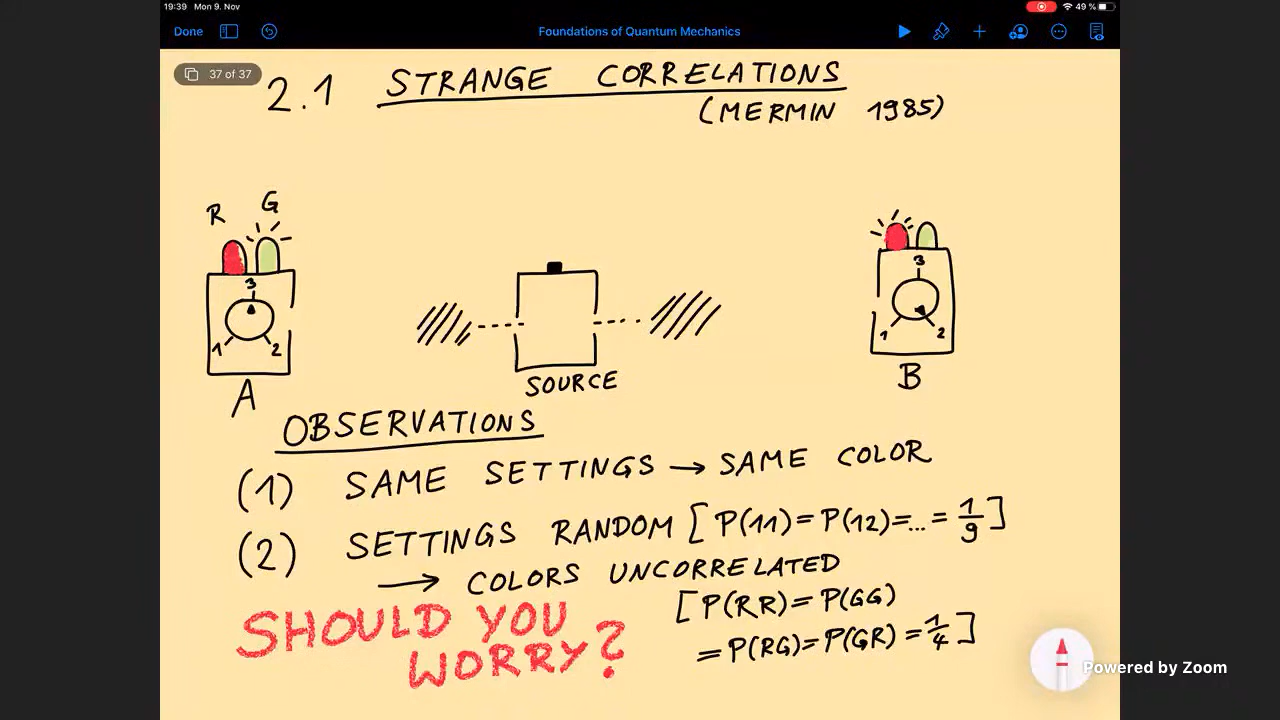 19:39 Mon 9. Nov
49 %
Done
Foundations of Quantum Mechanics
37 of 37
2.1 STRANGE CORRELATIONS
(MERMIN 1985)
R G
3
1 2
A
SOURCE
3
1 2
B
OBSERVATIONS
(1) SAME SETTINGS → SAME COLOR
(2) SETTINGS RANDOM [P(11)=P(12)=...=1/9]
→ COLORS UNCORRELATED
[P(RR)=P(GG)
=P(RG)=P(GR)=1/4]
SHOULD YOU
WORRY?
Powered by Zoom